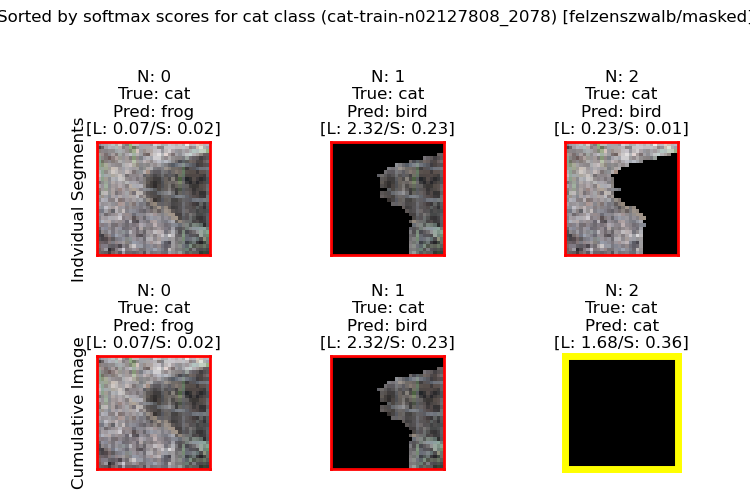 Sorted by softmax scores for cat class (cat-train-n02127808_2078) [felzenszwalb/masked]
N: 0
True: cat
Pred: frog
[L: 0.07/S: 0.02]
N: 1
True: cat
Pred: bird
[L: 2.32/S: 0.23]
N: 2
True: cat
Pred: bird
[L: 0.23/S: 0.01]
Indvidual Segments
N: 0
True: cat
Pred: frog
[L: 0.07/S: 0.02]
N: 1
True: cat
Pred: bird
[L: 2.32/S: 0.23]
N: 2
True: cat
Pred: cat
[L: 1.68/S: 0.36]
Cumulative Image